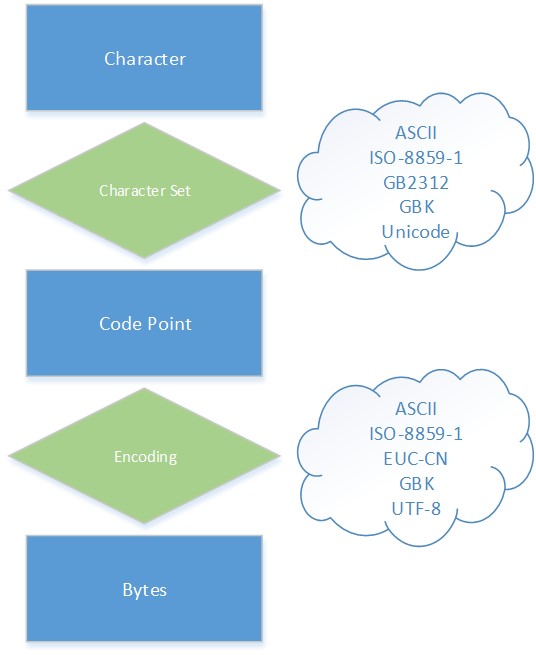 Character
Character Set
ASCII
ISO-8859-1
GB2312
GBK
Unicode
Code Point
Encoding
ASCII
ISO-8859-1
EUC-CN
GBK
UTF-8
Bytes